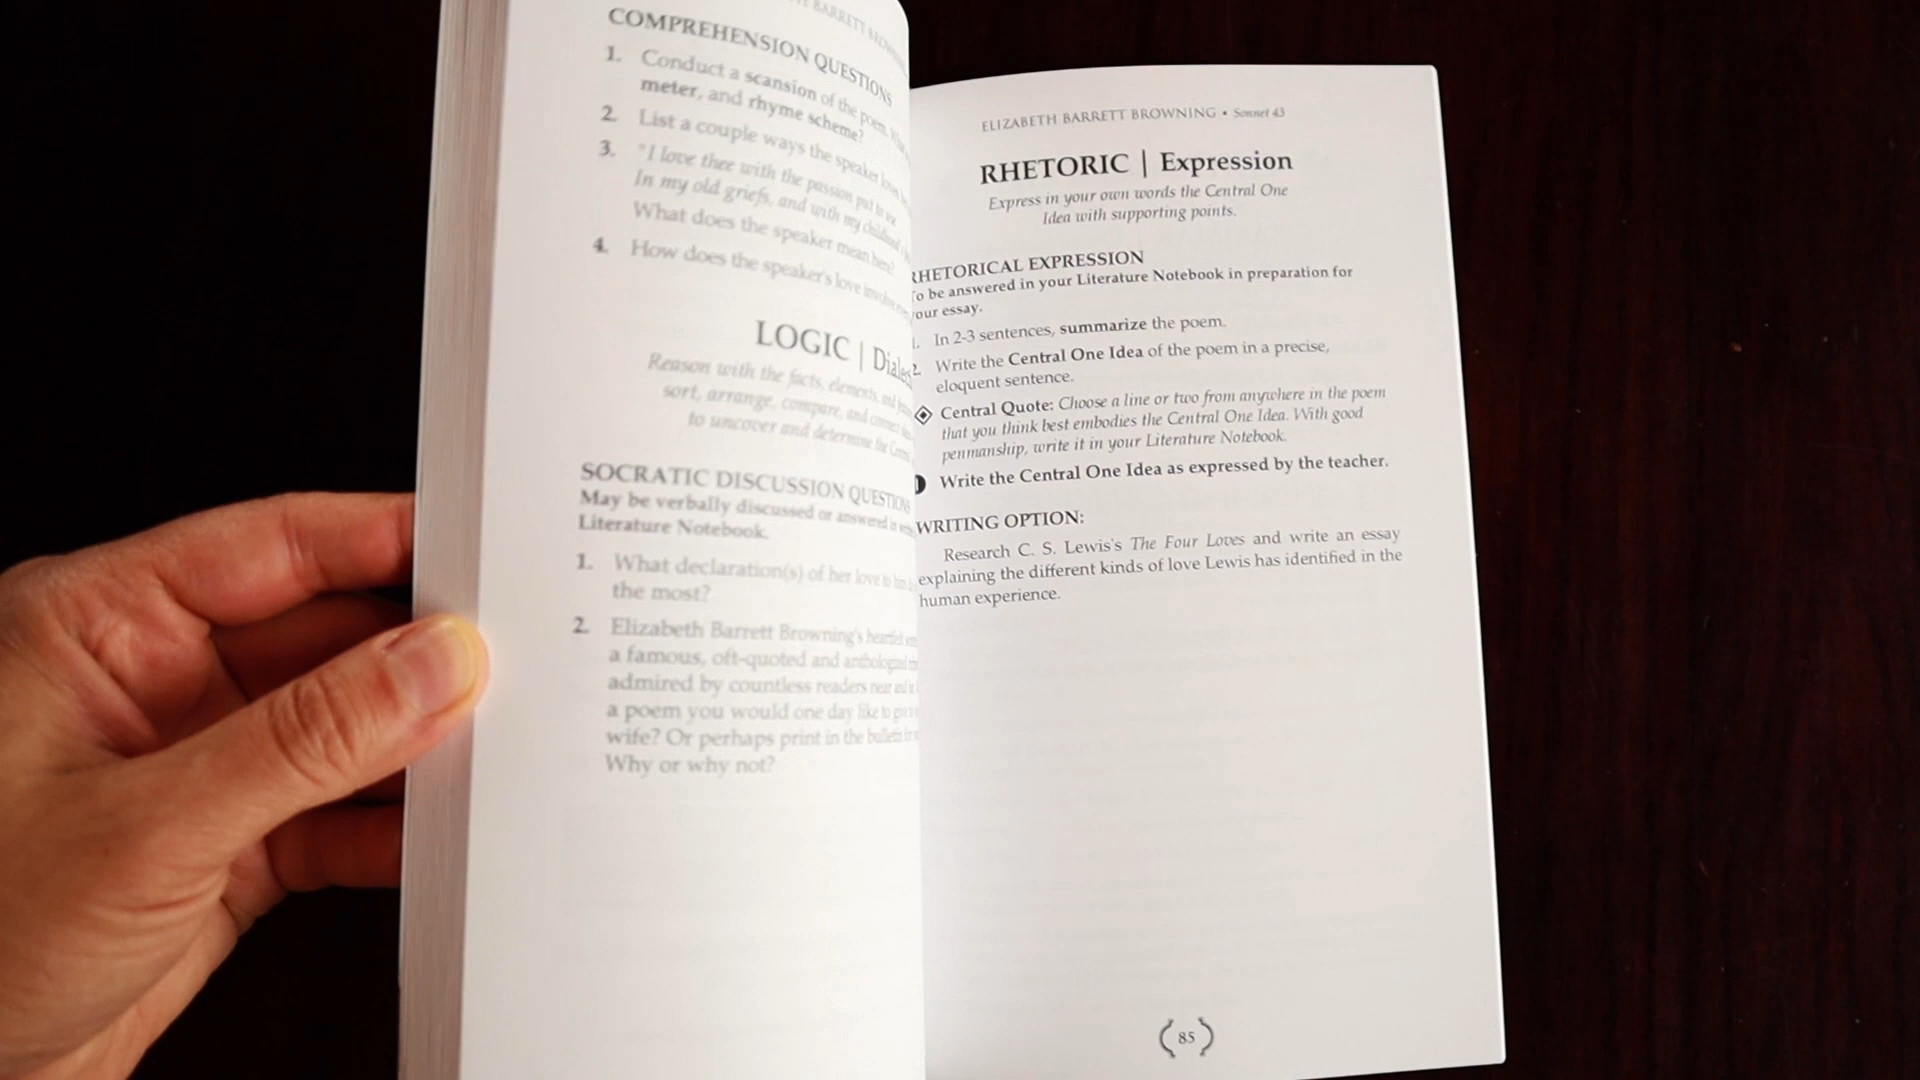 BARRETT BROWNING
COMPREHENSION QUESTIONS
1. Conduct a scansion of the poem.
meter, and rhyme scheme?
2. List a couple ways the speaker loves
3. "I love thee with the passion put to use
In my old griefs, and with my childhood's
What does the speaker mean here?
4. How does the speaker's love involve
LOGIC |
Reason with the facts, elements, and
sort, arrange, compare, and connect
to uncover and determine the
SOCRATIC DISCUSSION QUESTIONS
May be verbally discussed or answered in
Literature Notebook.
1. What declaration(s) of her love to him
the most?
2. Elizabeth Barrett Browning's heartfelt
a famous, oft-quoted and anthologized
admired by countless readers near and
a poem you would one day like to
wife? Or perhaps print in the bulletin
Why or why not?
ELIZABETH BARRETT BROWNING • Sonnet 43
RHETORIC | Expression
Express in your own words the Central One
Idea with supporting points.
RHETORICAL EXPRESSION
To be answered in your Literature Notebook in preparation for
your essay.
1. In 2-3 sentences, summarize the poem.
2. Write the Central One Idea of the poem in a precise,
eloquent sentence.
Central Quote: Choose a line or two from anywhere in the poem
that you think best embodies the Central One Idea. With good
penmanship, write it in your Literature Notebook.
Write the Central One Idea as expressed by the teacher.
WRITING OPTION:
Research C. S. Lewis's The Four Loves and write an essay
explaining the different kinds of love Lewis has identified in the
human experience.
85